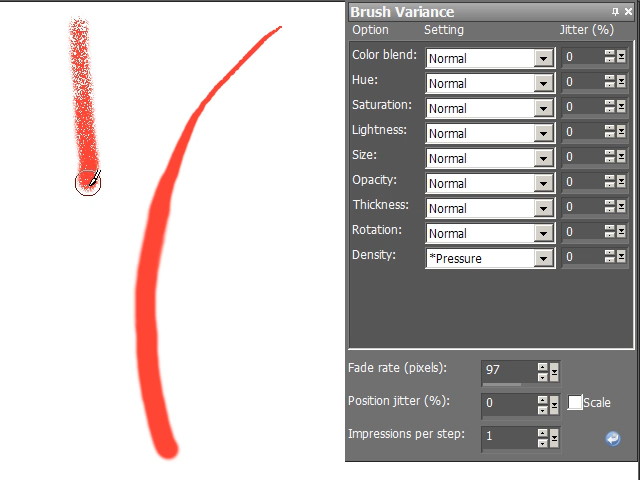 Brush Variance
Option Setting Jitter (%)
Color blend: Normal 0
Hue: Normal 0
Saturation: Normal 0
Lightness: Normal 0
Size: Normal 0
Opacity: Normal 0
Thickness: Normal 0
Rotation: Normal 0
Density: *Pressure 0
Fade rate (pixels): 97
Position jitter (%): 0 Scale
Impressions per step: 1